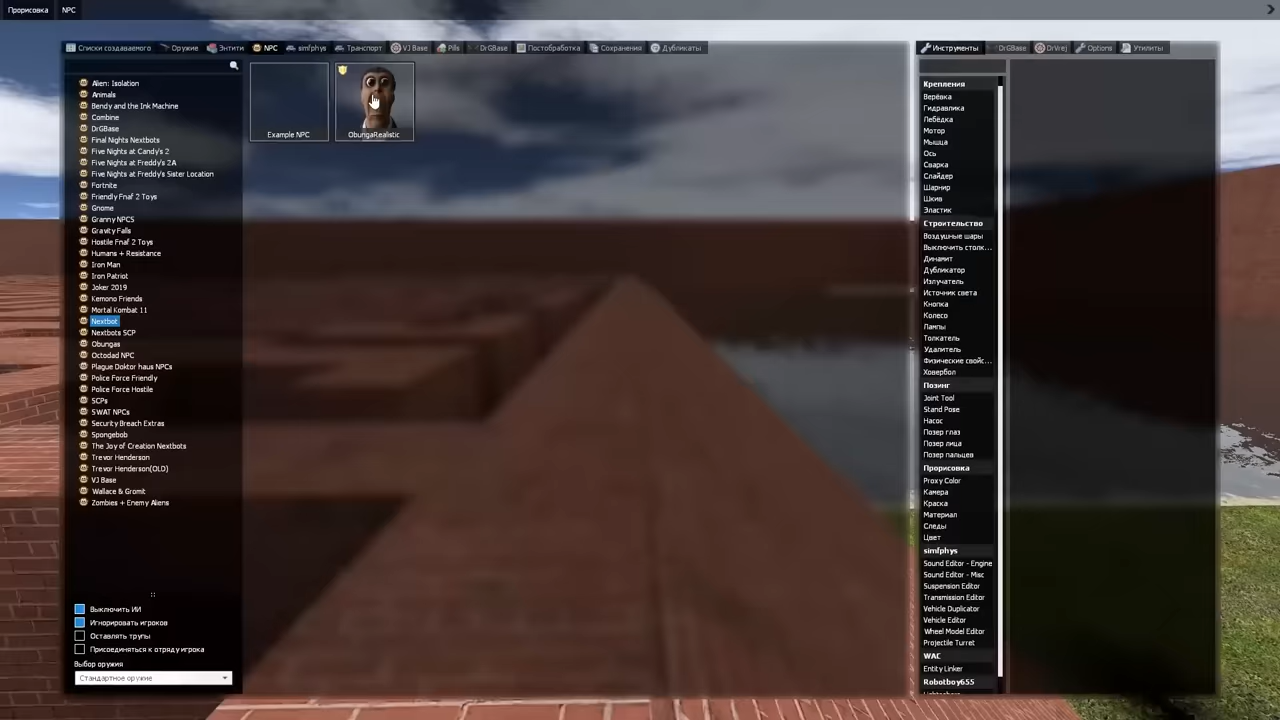 Прорисовка NPC
Списки создаваемого Оружие Энтити NPC simfphys Транспорт VJ Base Pills DrGBase Постобработка Сохранения Дубликаты
Example NPC
ObungaRealistic
Alien: Isolation
Animals
Bendy and the Ink Machine
Combine
DrGBase
Final Nights Nextbots
Five Nights at Candy's 2
Five Nights at Freddy's 2A
Five Nights at Freddy's Sister Location
Fortnite
Friendly Fnaf 2 Toys
Gnome
Granny NPCS
Gravity Falls
Hostile Fnaf 2 Toys
Humans + Resistance
Iron Man
Iron Patriot
Joker 2019
Kemono Friends
Mortal Kombat 11
Nextbot
Nextbots SCP
Obungas
Octodad NPC
Plague Doktor haus NPCs
Police Force Friendly
Police Force Hostile
SCPs
SWAT NPCs
Security Breach Extras
Spongebob
The Joy of Creation Nextbots
Trevor Henderson
Trevor Henderson(OLD)
VJ Base
Wallace & Gromit
Zombies + Enemy Aliens
Выключить ИИ
Игнорировать игроков
Оставлять трупы
Присоединяться к отряду игрока
Выбор оружия
Стандартное оружие
Инструменты DrGBase DrVrej Options Утилиты
Крепления
Верёвка
Гидравлика
Лебёдка
Мотор
Мышца
Ось
Сварка
Слайдер
Шарнир
Шкив
Эластик
Строительство
Воздушные шары
Выключить столк...
Динамит
Дубликатор
Излучатель
Источник света
Кнопка
Колесо
Лампы
Толкатель
Удалитель
Физические свойс...
Ховербол
Позинг
Joint Tool
Stand Pose
Насос
Позер глаз
Позер лица
Позер пальцев
Прорисовка
Proxy Color
Камера
Краска
Материал
Следы
Цвет
simfphys
Sound Editor - Engine
Sound Editor - Misc
Suspension Editor
Transmission Editor
Vehicle Duplicator
Vehicle Editor
Wheel Model Editor
Projectile Turret
WAC
Entity Linker
Robotboy655